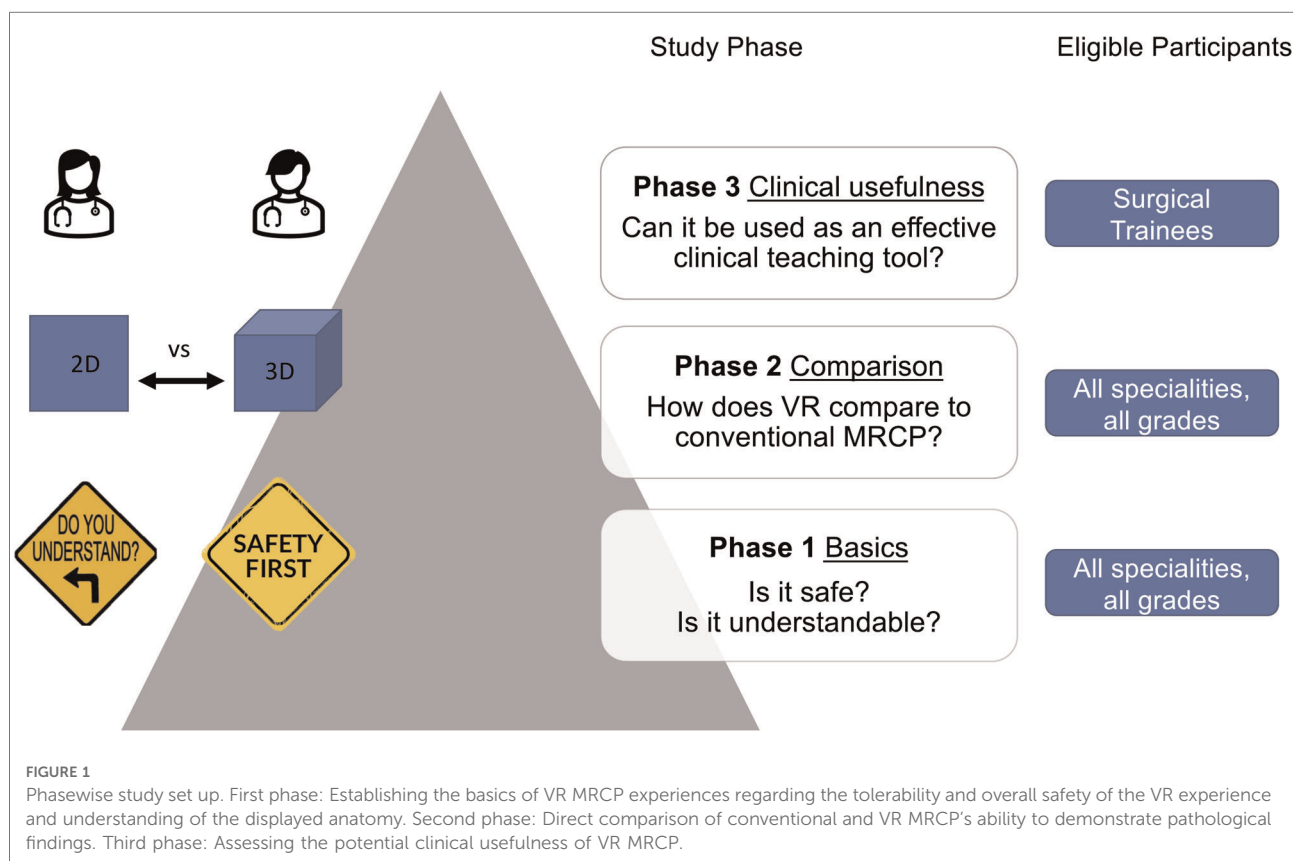 Study Phase
Eligible Participants
Phase 3 Clinical usefulness
Can it be used as an effective
clinical teaching tool?
Surgical
Trainees
2D
vs
3D
Phase 2 Comparison
How does VR compare to
conventional MRCP?
All specialities,
all grades
DO YOU
UNDERSTAND?
SAFETY
FIRST
Phase 1 Basics
Is it safe?
Is it understandable?
All specialities,
all grades
FIGURE 1
Phasewise study set up. First phase: Establishing the basics of VR MRCP experiences regarding the tolerability and overall safety of the VR experience
and understanding of the displayed anatomy. Second phase: Direct comparison of conventional and VR MRCP's ability to demonstrate pathological
findings. Third phase: Assessing the potential clinical usefulness of VR MRCP.